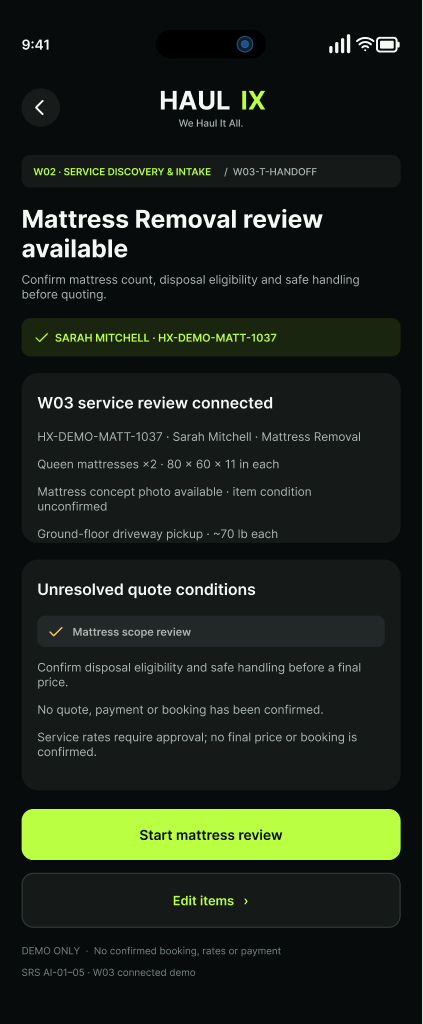 9:41
HAUL IX
We Haul It All.
W02 · SERVICE DISCOVERY & INTAKE / W03-T-HANDOFF
Mattress Removal review
available
Confirm mattress count, disposal eligibility and safe handling
before quoting.
SARAH MITCHELL · HX-DEMO-MATT-1037
W03 service review connected
HX-DEMO-MATT-1037 · Sarah Mitchell · Mattress Removal
Queen mattresses ×2 · 80 × 60 × 11 in each
Mattress concept photo available · item condition
unconfirmed
Ground-floor driveway pickup · ~70 lb each
Unresolved quote conditions
Mattress scope review
Confirm disposal eligibility and safe handling before a final
price.
No quote, payment or booking has been confirmed.
Service rates require approval; no final price or booking is
confirmed.
Start mattress review
Edit items ›
DEMO ONLY · No confirmed booking, rates or payment
SRS AI-01–05 · W03 connected demo